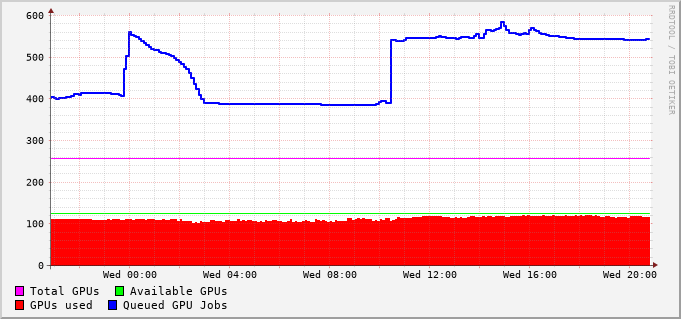 600
500
400
300
200
100
0
Wed 00:00 Wed 04:00 Wed 08:00 Wed 12:00 Wed 16:00 Wed 20:00
Total GPUs Available GPUs
GPUs used Queued GPU Jobs
RRDTOOL / TOBI OETIKER